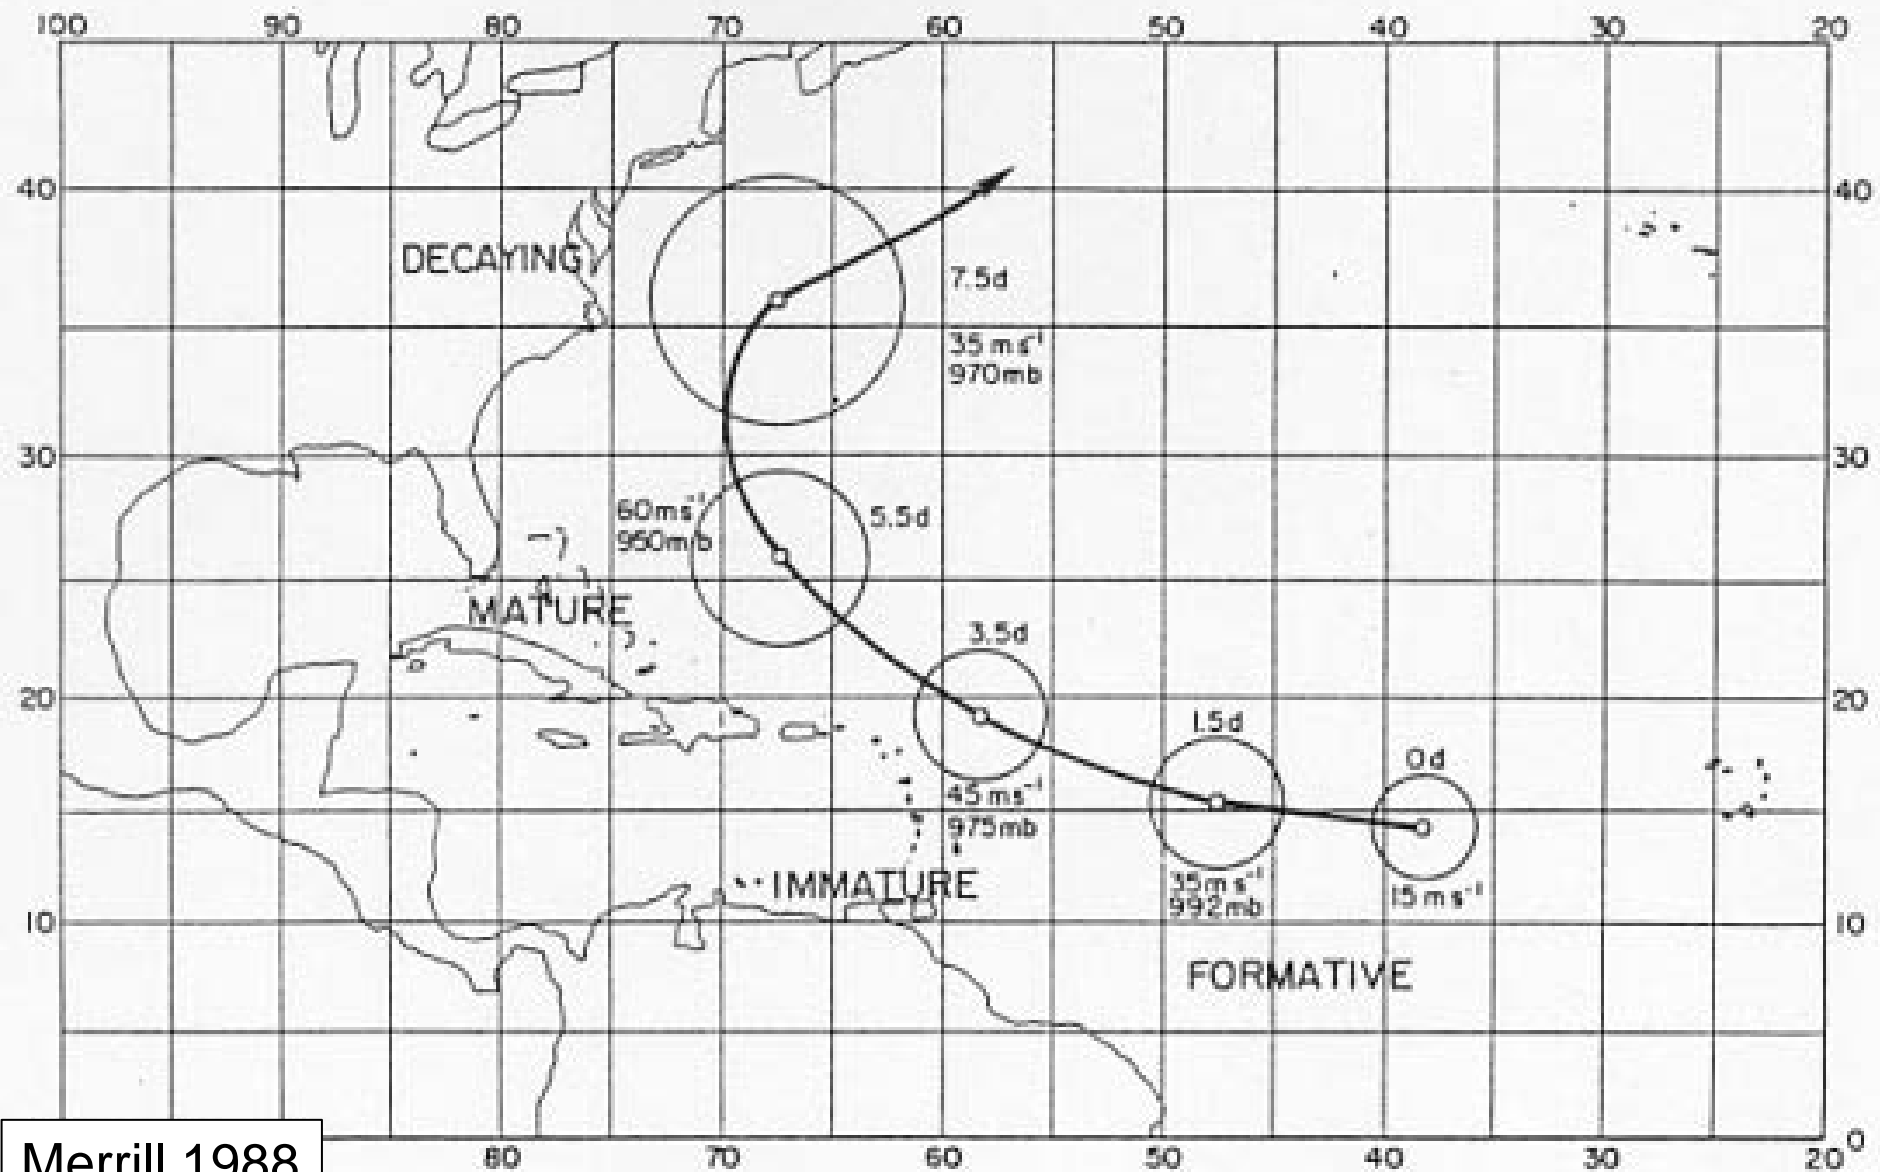 100 90 80 70 60 50 40 30 20
40 40
DECAYING
7.5d
35 ms⁻¹
970mb
30 30
60ms⁻¹
950mb
5.5d
MATURE
3.5d
20 20
1.5d
0d
45 ms⁻¹
975mb
IMMATURE
35ms⁻¹
992mb
15 ms⁻¹
10 10
FORMATIVE
0
Merrill 1988
80 70 60 50 40 30 20°